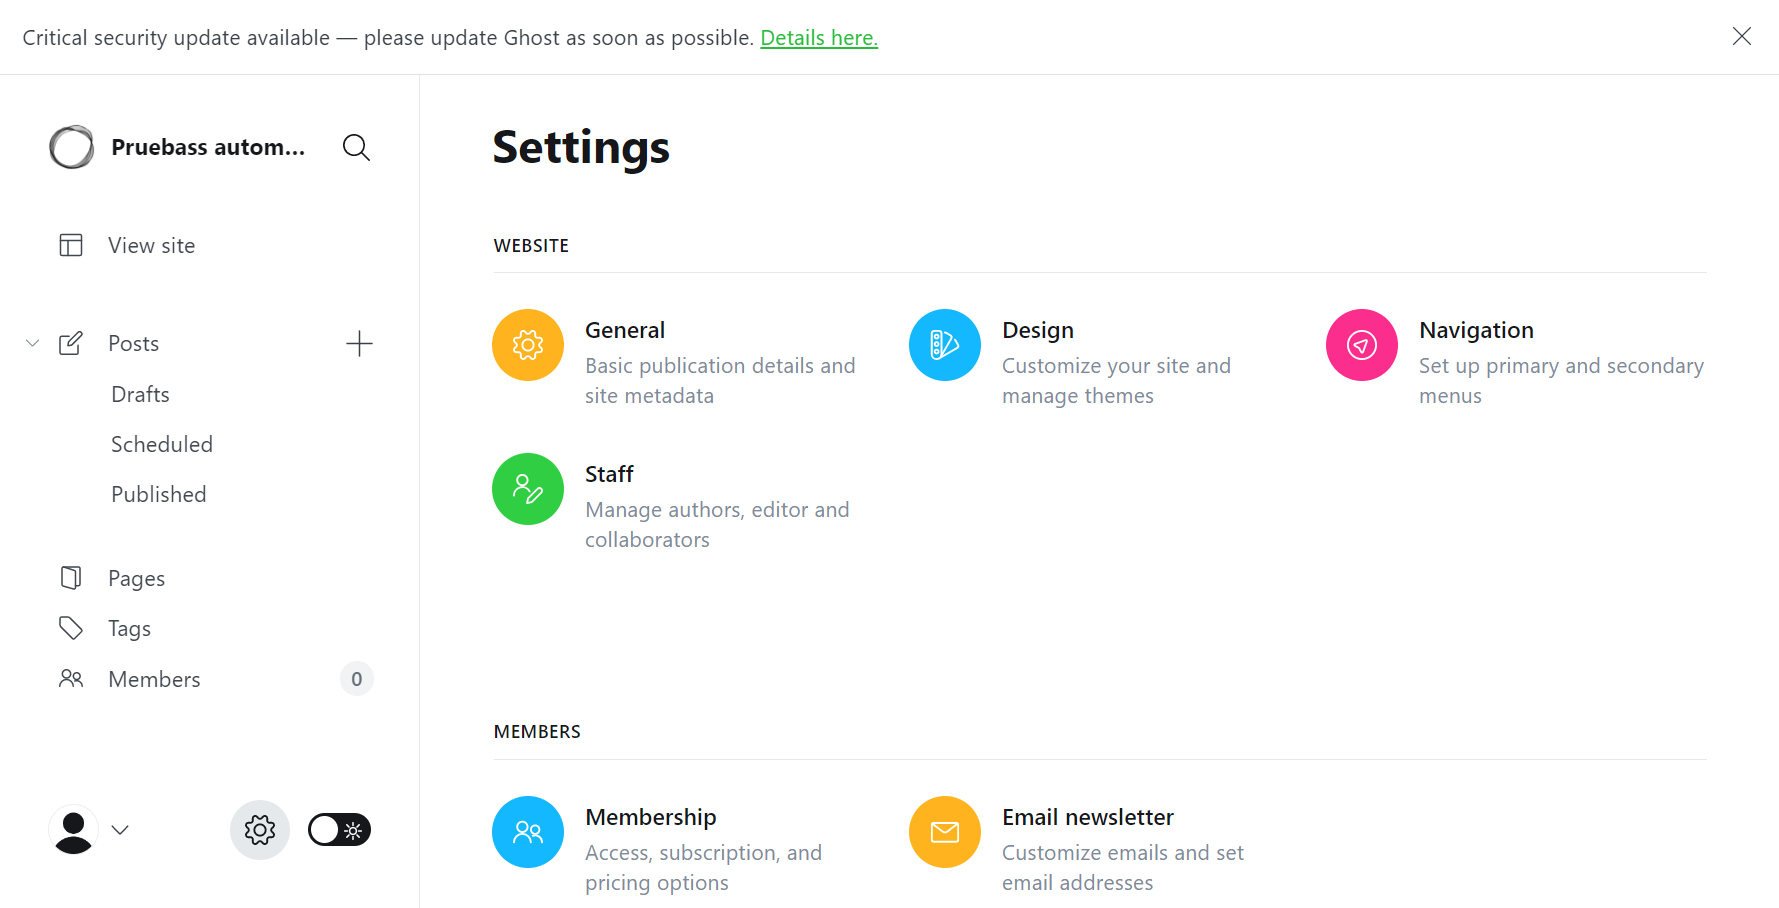 Critical security update available — please update Ghost as soon as possible. Details here.
Pruebass autom...
View site
Posts
Drafts
Scheduled
Published
Pages
Tags
Members
0
Settings
WEBSITE
General
Basic publication details and
site metadata
Design
Customize your site and
manage themes
Navigation
Set up primary and secondary
menus
Staff
Manage authors, editor and
collaborators
MEMBERS
Membership
Access, subscription, and
pricing options
Email newsletter
Customize emails and set
email addresses